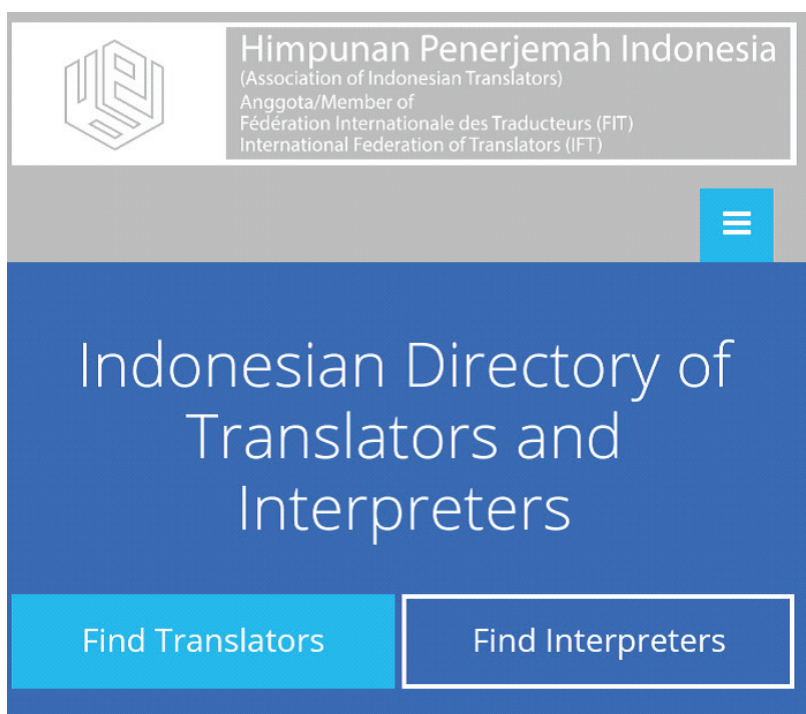 Himpunan Penerjemah Indonesia
(Association of Indonesian Translators)
Anggota/Member of
Fédération Internationale des Traducteurs (FIT)
International Federation of Translators (IFT)
Indonesian Directory of
Translators and
Interpreters
Find Translators
Find Interpreters